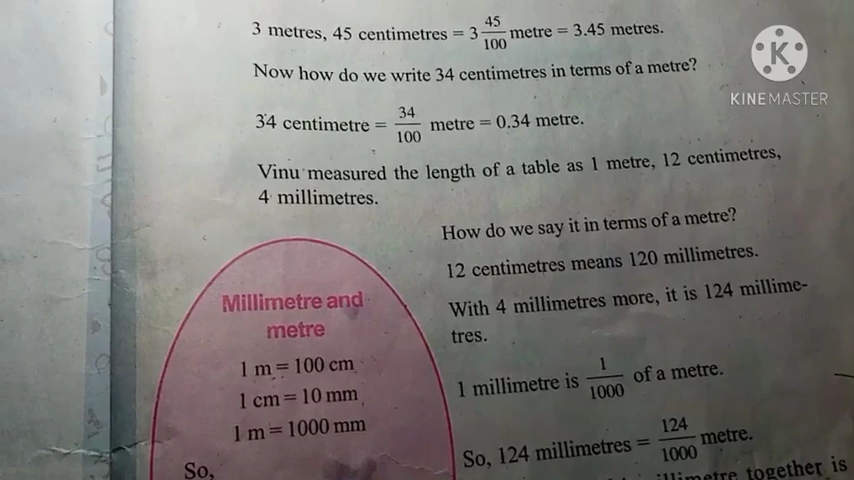 3 metres, 45 centimetres = 3 45/100 metre = 3.45 metres.
KINEMASTER
Now how do we write 34 centimetres in terms of a metre?
34 centimetre = 34/100 metre = 0.34 metre.
Vinu measured the length of a table as 1 metre, 12 centimetres,
4 millimetres.
How do we say it in terms of a metre?
12 centimetres means 120 millimetres.
With 4 millimetres more, it is 124 millime-
tres.
1 millimetre is 1/1000 of a metre.
So, 124 millimetres = 124/1000 metre.
together is
Millimetre and
metre
1 m = 100 cm
1 cm = 10 mm
1 m = 1000 mm
So,